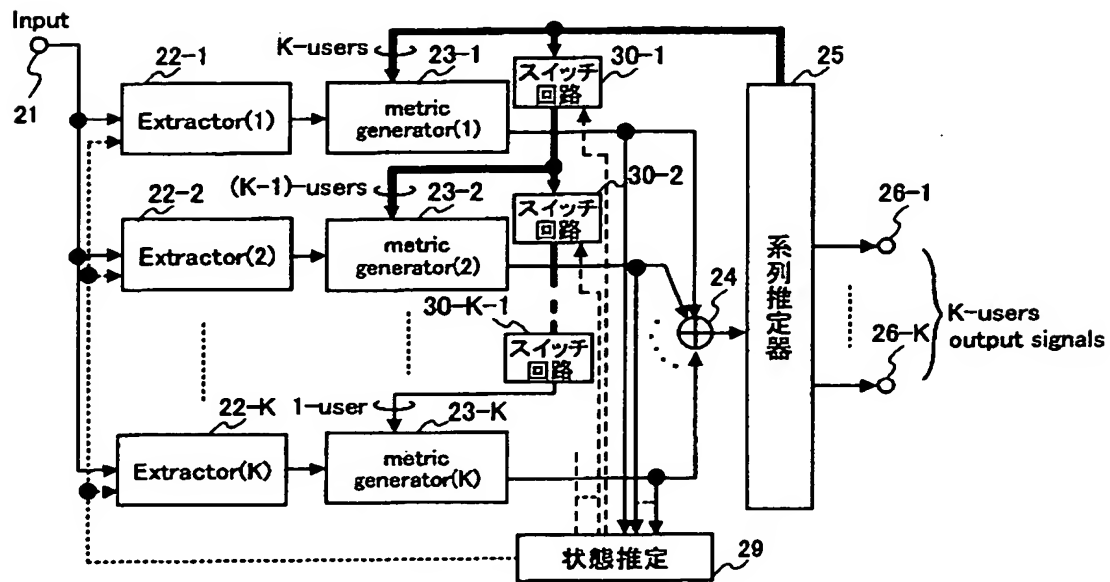 Input
21
22-1
Extractor(1)
K-users
23-1
metric
generator(1)
30-1
スイッチ
回路
25
22-2
Extractor(2)
(K-1)-users
23-2
metric
generator(2)
30-2
スイッチ
回路
30-K-1
スイッチ
回路
24
系列推定器
26-1
26-K
K-users
output signals
22-K
Extractor(K)
1-user
23-K
metric
generator(K)
状態推定
29